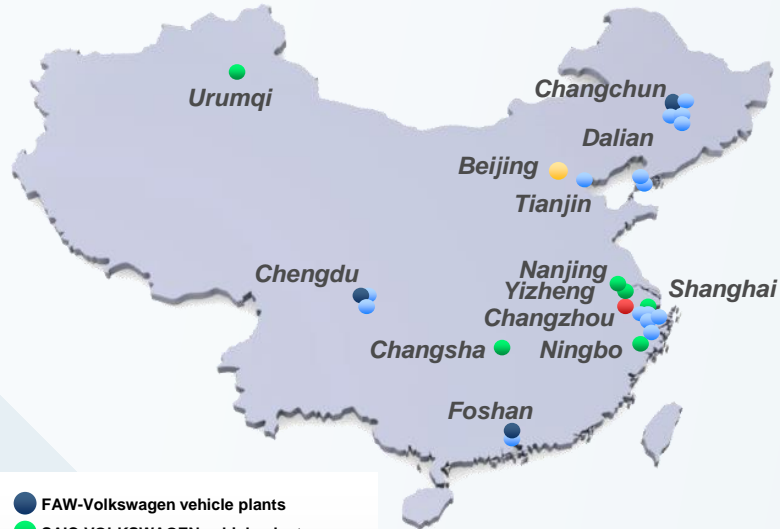 Urumqi
Changchun
Dalian
Beijing
Tianjin
Chengdu
Nanjing
Yizheng
Shanghai
Changzhou
Changsha
Ningbo
Foshan
FAW-Volkswagen vehicle plants